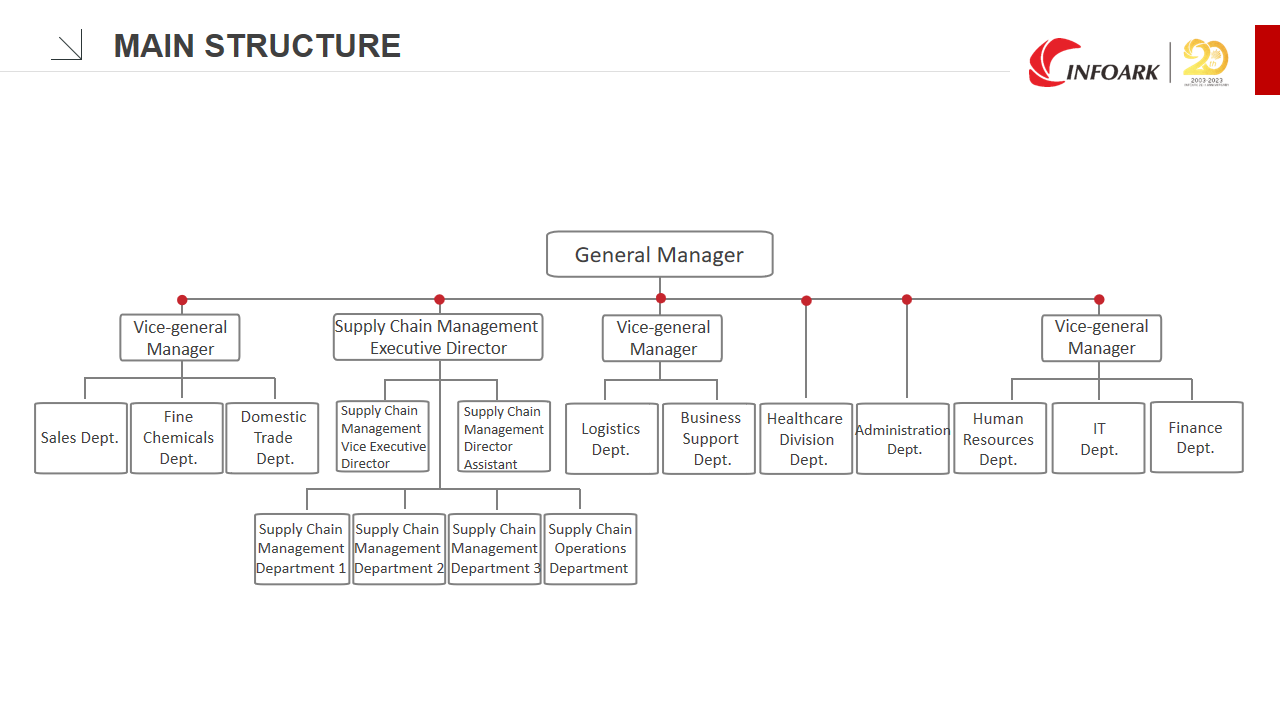 MAIN STRUCTURE
INFOARK
20th
2003-2023
General Manager
Vice-general
Manager
Supply Chain Management
Executive Director
Vice-general
Manager
Vice-general
Manager
Sales Dept.
Fine
Chemicals
Dept.
Domestic
Trade
Dept.
Supply Chain
Management
Vice Executive
Director
Supply Chain
Management
Director
Assistant
Logistics
Dept.
Business
Support
Dept.
Healthcare
Division
Dept.
Administration
Dept.
Human
Resources
Dept.
IT
Dept.
Finance
Dept.
Supply Chain
Management
Department 1
Supply Chain
Management
Department 2
Supply Chain
Management
Department 3
Supply Chain
Operations
Department